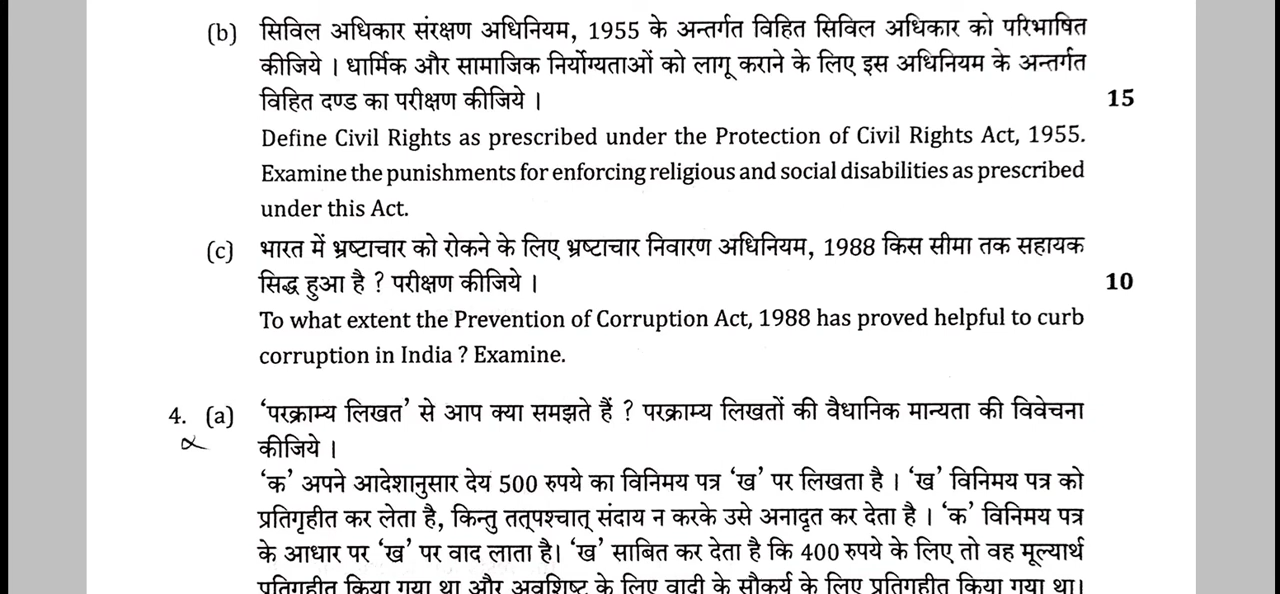 (b) सिविल अधिकार संरक्षण अधिनियम, 1955 के अन्तर्गत विहित सिविल अधिकार को परिभाषित
कीजिये । धार्मिक और सामाजिक निर्योग्यताओं को लागू कराने के लिए इस अधिनियम के अन्तर्गत
विहित दण्ड का परीक्षण कीजिये । 15
Define Civil Rights as prescribed under the Protection of Civil Rights Act, 1955.
Examine the punishments for enforcing religious and social disabilities as prescribed
under this Act.
(c) भारत में भ्रष्टाचार को रोकने के लिए भ्रष्टाचार निवारण अधिनियम, 1988 किस सीमा तक सहायक
सिद्ध हुआ है ? परीक्षण कीजिये । 10
To what extent the Prevention of Corruption Act, 1988 has proved helpful to curb
corruption in India ? Examine.
4. (a) ‘परक्राम्य लिखत’ से आप क्या समझते हैं ? परक्राम्य लिखतों की वैधानिक मान्यता की विवेचना
कीजिये ।
‘क’ अपने आदेशानुसार देय 500 रुपये का विनिमय पत्र ‘ख’ पर लिखता है । ‘ख’ विनिमय पत्र को
प्रतिगृहीत कर लेता है, किन्तु तत्पश्चात् संदाय न करके उसे अनादृत कर देता है । ‘क’ विनिमय पत्र
के आधार पर ‘ख’ पर वाद लाता है। ‘ख’ साबित कर देता है कि 400 रुपये के लिए तो वह मूल्यार्थ
प्रतिगृहीत किया गया था और अवशिष्ट के लिए वादी के सौकर्य के लिए प्रतिगृहीत किया गया था।